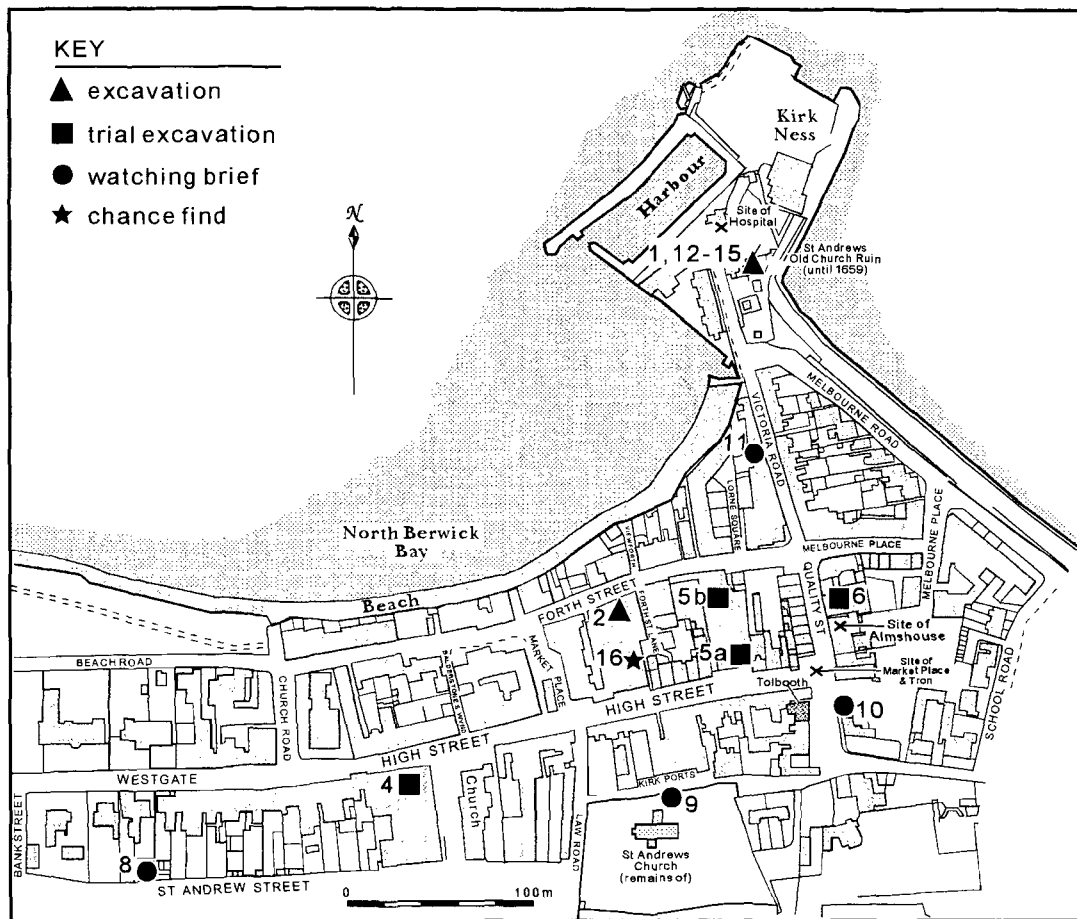 KEY
excavation
trial excavation
watching brief
chance find
N
Kirk
Ness
Harbour
Site of
Hospital
1, 12-15
St Andrews
Old Church Ruin
(until 1659)
MELBOURNE ROAD
VICTORIA ROAD
11
LORNE SQUARE
North Berwick
Bay
VIEWFORTH
MELBOURNE PLACE
MELBOURNE PLACE
Beach
FORTH STREET
2
FORTH ST LANE
5b
QUALITY ST
6
Site of
Almshouse
16
5a
BEACH ROAD
CHURCH ROAD
BALDERSTONE'S WYND
MARKET PLACE
HIGH STREET
Tolbooth
Site of
Market Place
& Tron
SCHOOL ROAD
10
HIGH STREET
WESTGATE
4
Church
KIRK PORTS
9
BANK STREET
LAW ROAD
St Andrews
Church
(remains of)
8
ST ANDREW STREET
0
100m